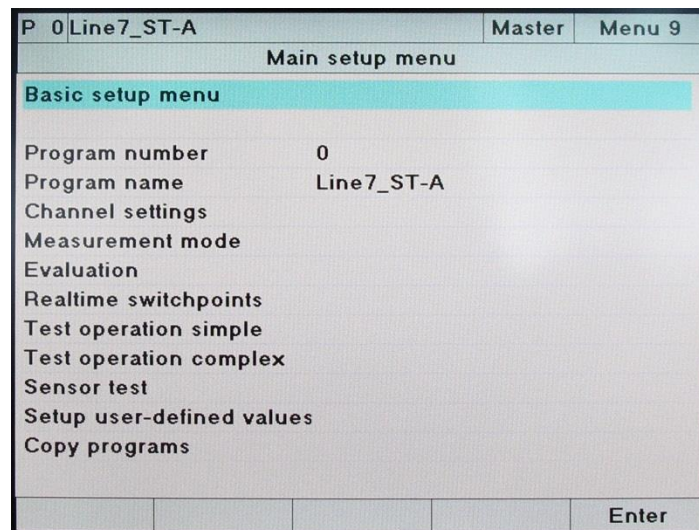 P 0 Line7_ST-A Master Menu 9
Main setup menu
Basic setup menu
Program number 0
Program name Line7_ST-A
Channel settings
Measurement mode
Evaluation
Realtime switchpoints
Test operation simple
Test operation complex
Sensor test
Setup user-defined values
Copy programs
Enter